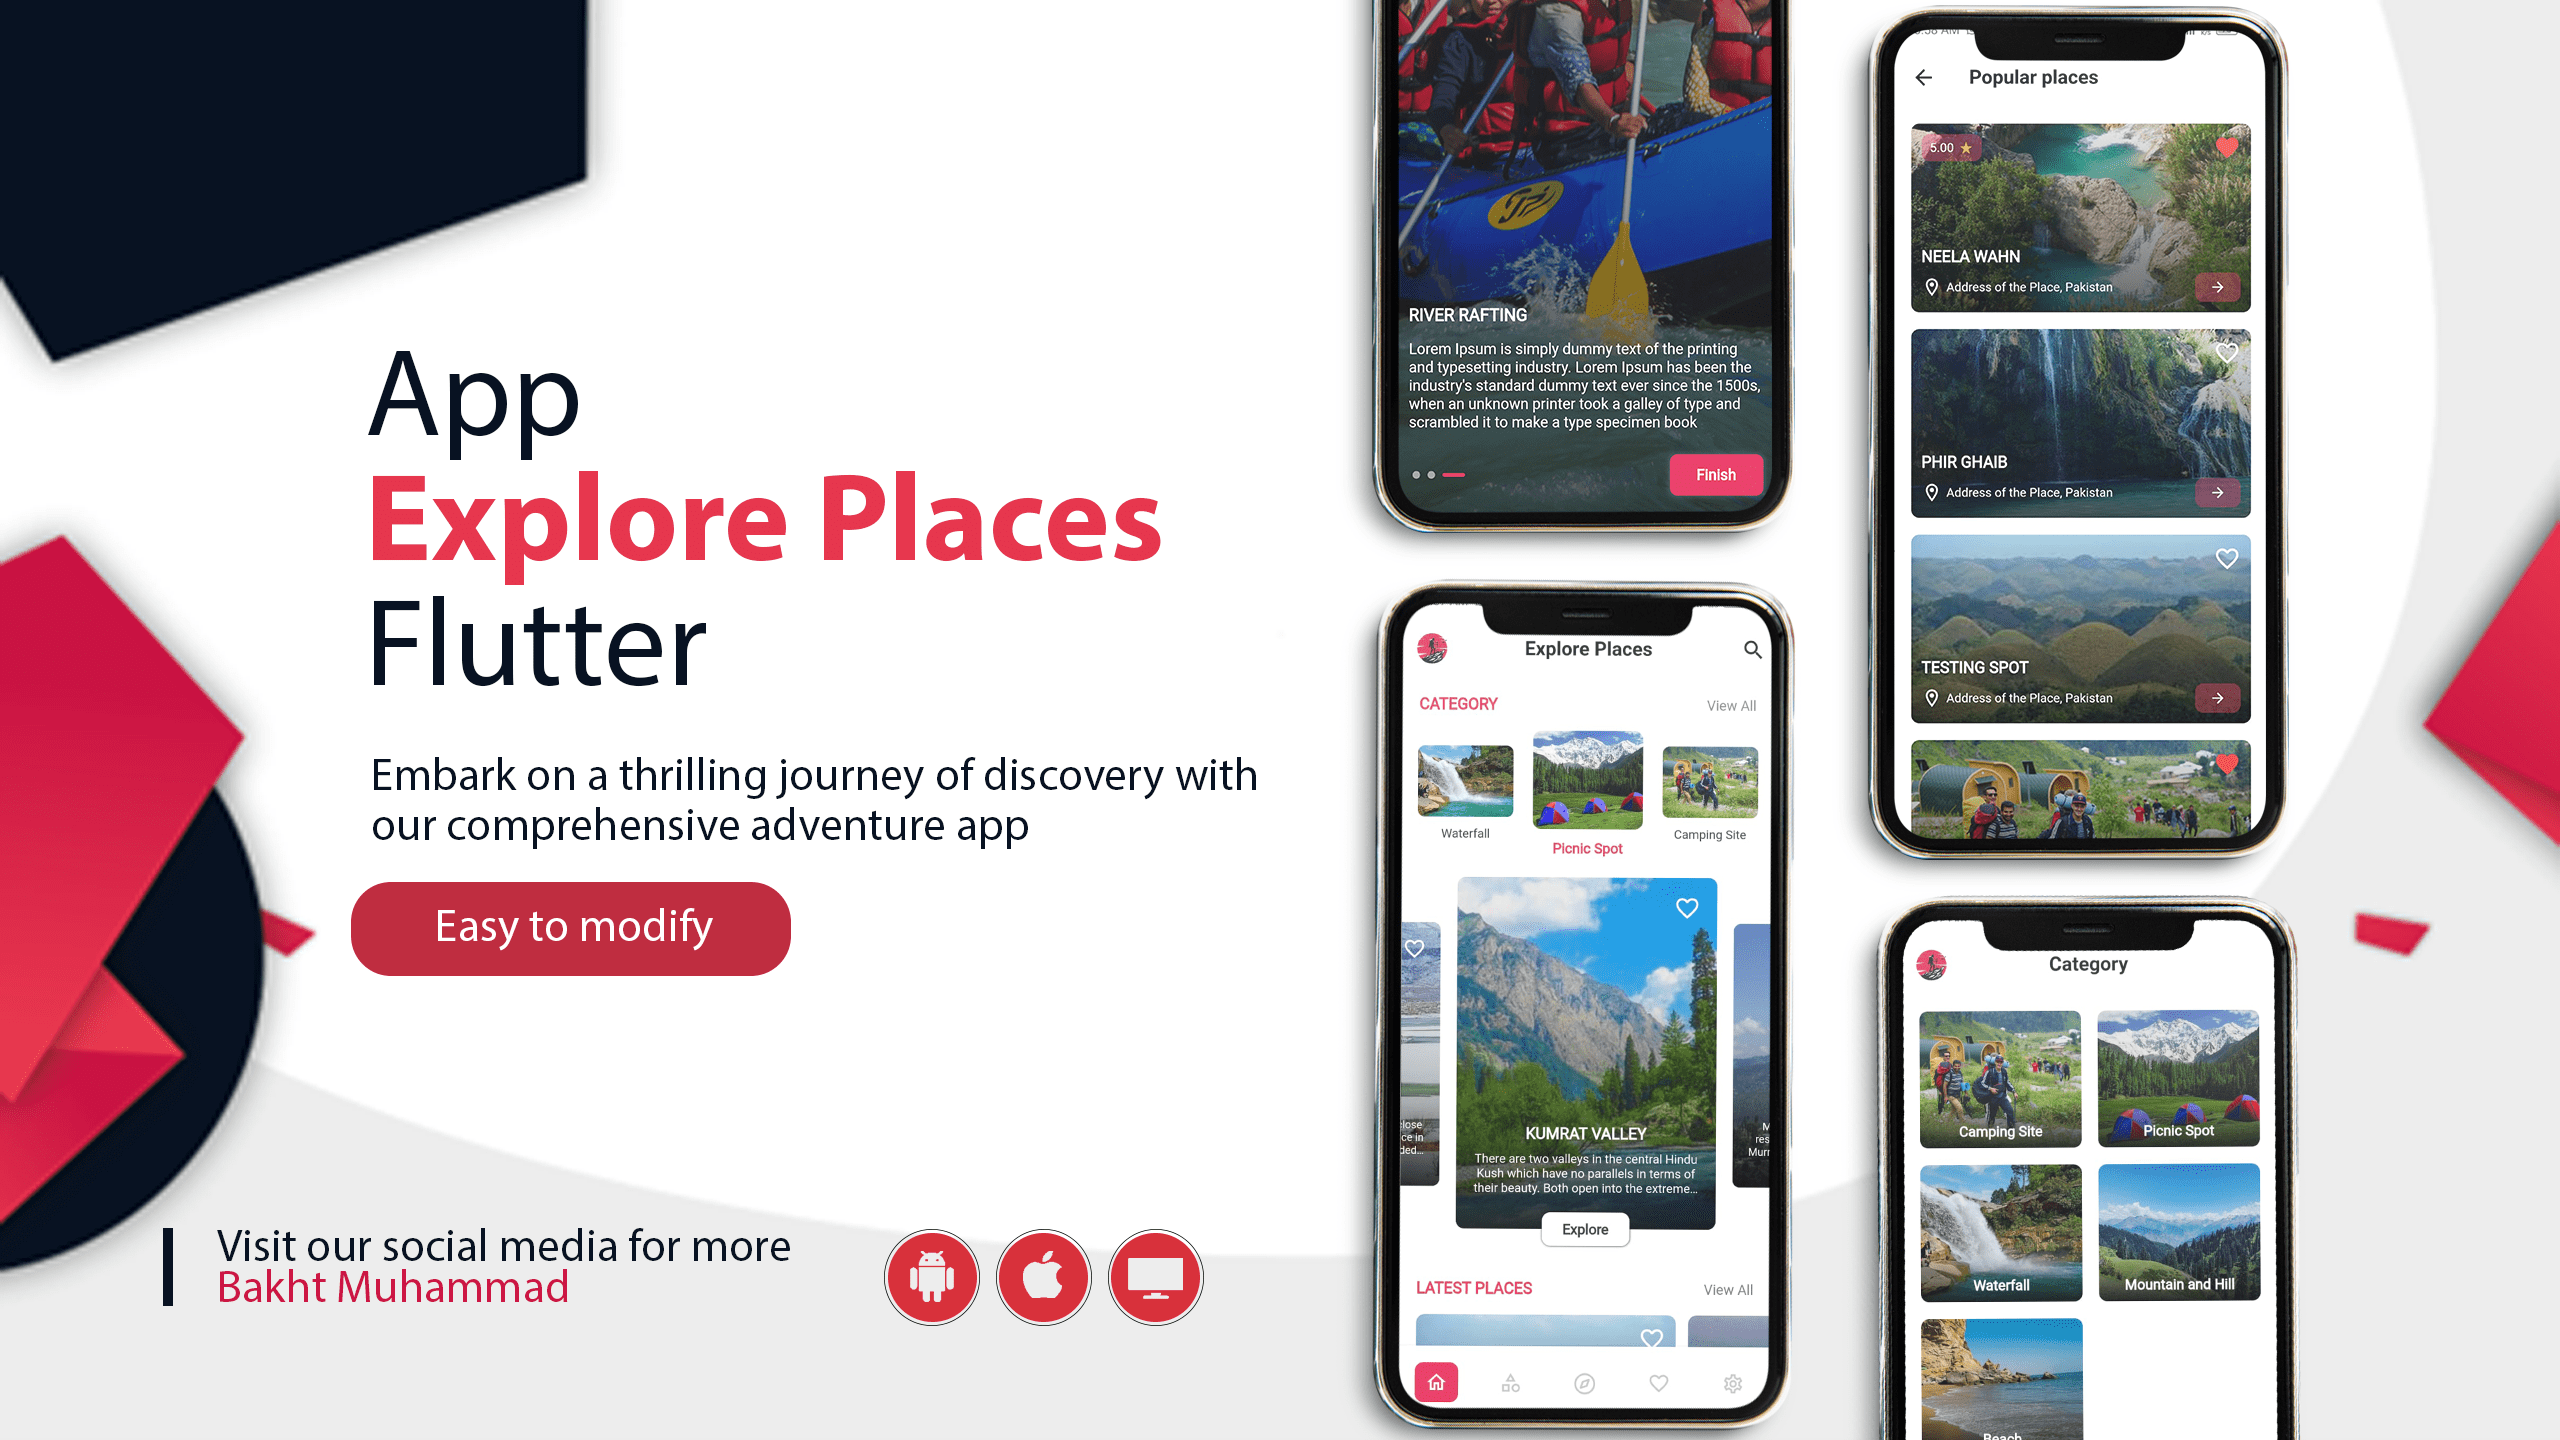 App
Explore Places
Flutter
Embark on a thrilling journey of discovery with
our comprehensive adventure app
Easy to modify
Visit our social media for more
Bakht Muhammad
RIVER RAFTING
Lorem Ipsum is simply dummy text of the printing
and typesetting industry. Lorem Ipsum has been the
industry's standard dummy text ever since the 1500s,
when an unknown printer took a galley of type and
scrambled it to make a type specimen book
Finish
Explore Places
CATEGORY
View All
Waterfall
Picnic Spot
Camping Site
KUMRAT VALLEY
There are two valleys in the central Hindu
Kush which have no parallels in terms of
their beauty. Both open into the extreme...
Explore
LATEST PLACES
View All
Popular places
5.00
NEELA WAHN
Address of the Place, Pakistan
PHIR GHAIB
Address of the Place, Pakistan
TESTING SPOT
Address of the Place, Pakistan
Category
Camping Site
Picnic Spot
Waterfall
Mountain and Hill
Beach